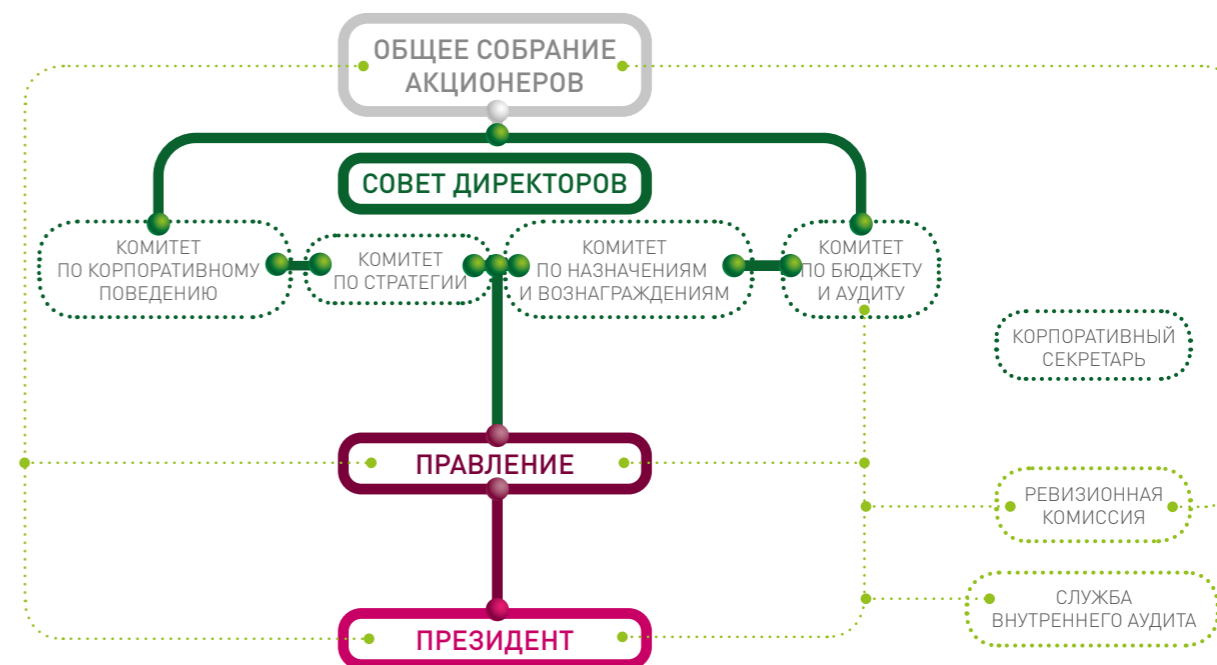 ОБЩЕЕ СОБРАНИЕ
АКЦИОНЕРОВ
СОВЕТ ДИРЕКТОРОВ
КОМИТЕТ
ПО КОРПОРАТИВНОМУ
ПОВЕДЕНИЮ
КОМИТЕТ
ПО СТРАТЕГИИ
КОМИТЕТ
ПО НАЗНАЧЕНИЯМ
И ВОЗНАГРАЖДЕНИЯМ
КОМИТЕТ
ПО БЮДЖЕТУ
И АУДИТУ
КОРПОРАТИВНЫЙ
СЕКРЕТАРЬ
ПРАВЛЕНИЕ
РЕВИЗИОННАЯ
КОМИССИЯ
СЛУЖБА
ВНУТРЕННЕГО АУДИТА
ПРЕЗИДЕНТ